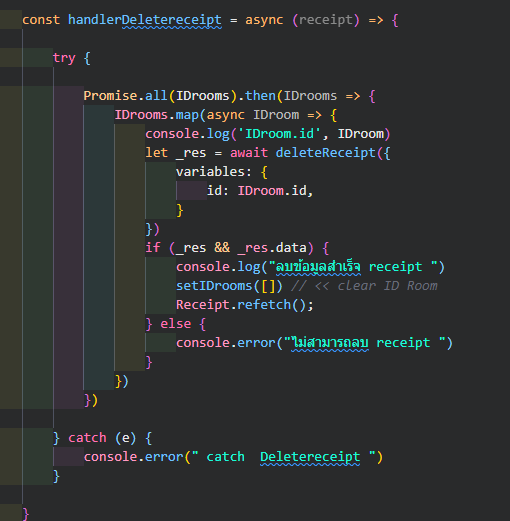 const handlerDeletereceipt = async (receipt) => {
try {
Promise.all(IDrooms).then(IDrooms => {
IDrooms.map(async IDroom => {
console.log('IDroom.id', IDroom)
let _res = await deleteReceipt({
variables: {
id: IDroom.id,
}
})
if (_res && _res.data) {
console.log("ลบข้อมูลสำเร็จ receipt ")
setIDrooms([]) // << clear ID Room
Receipt.refetch();
} else {
console.error("ไม่สามารถลบ receipt ")
}
})
})
} catch (e) {
console.error(" catch  Deletereceipt ")
}
}